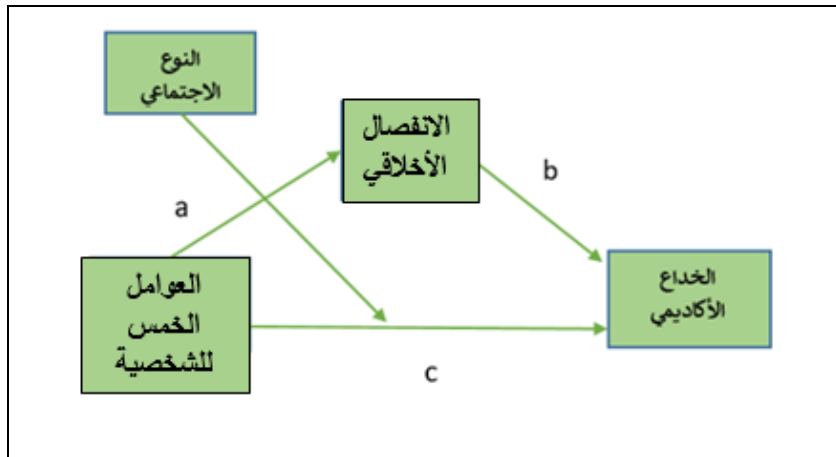 النوع
الاجتماعي
الانفصال
الأخلاقي
b
a
العوامل
الخمس
للشخصية
الخداع
الأكاديمي
c